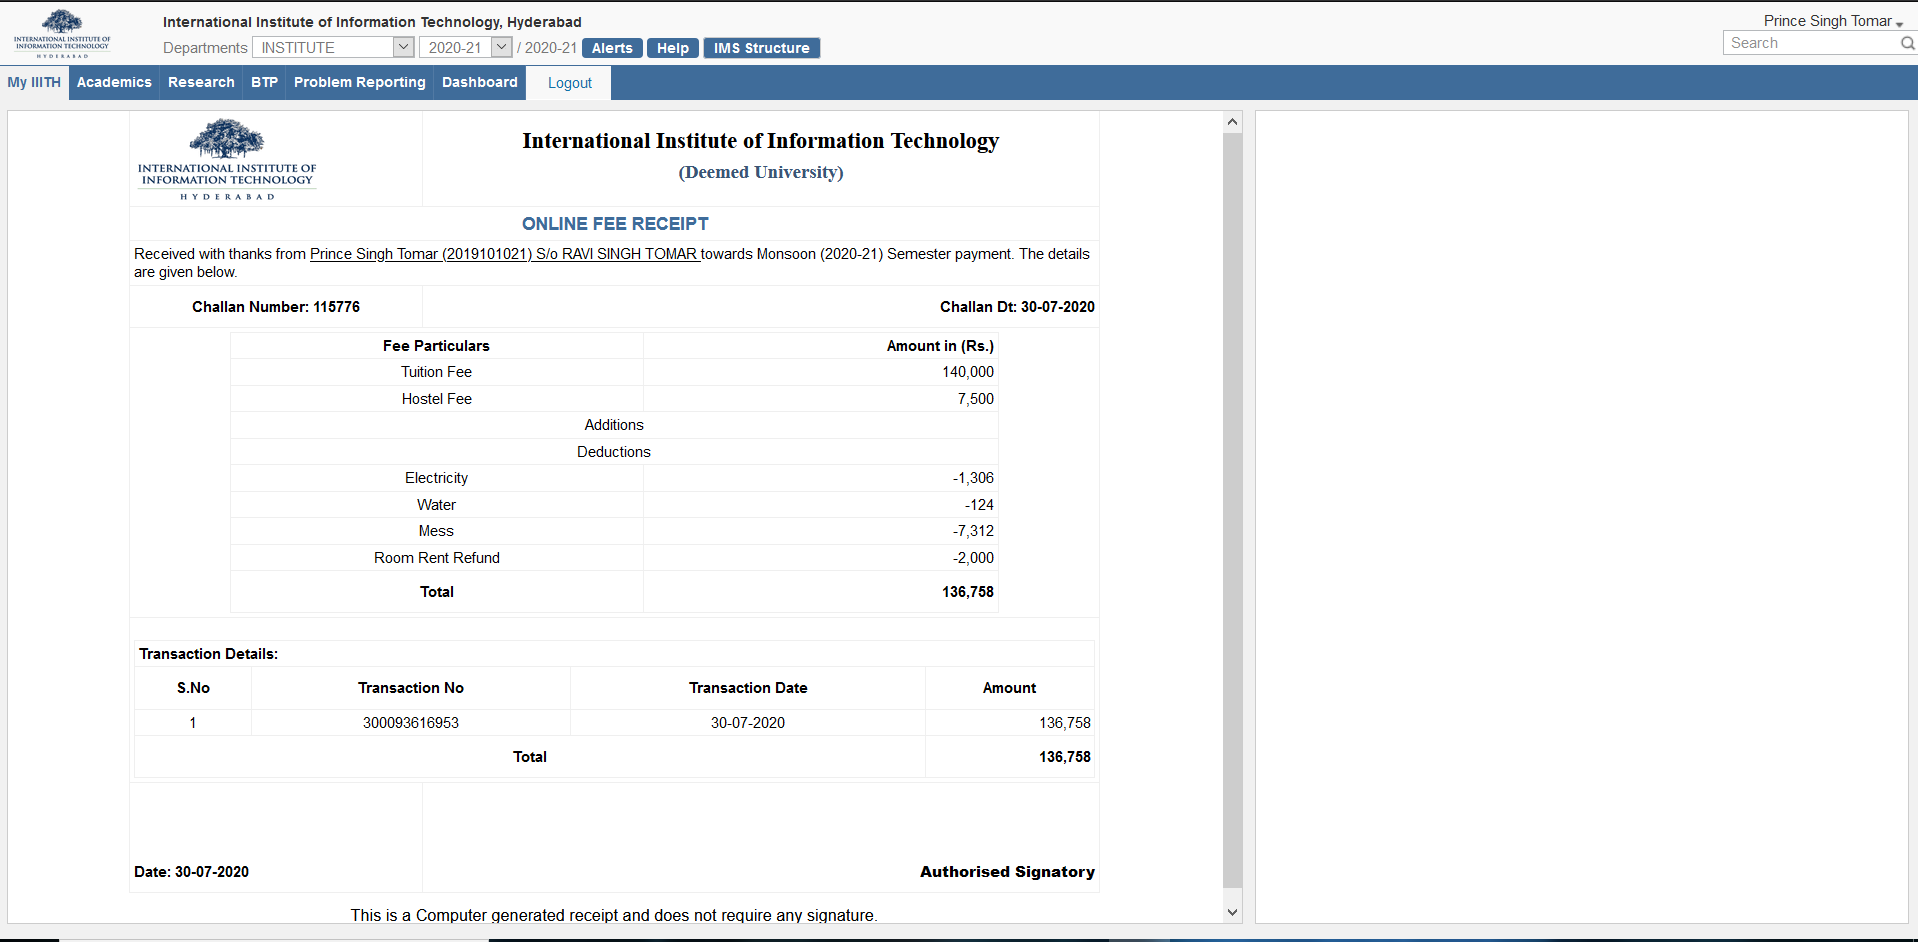 INTERNATIONAL INSTITUTE OF
INFORMATION TECHNOLOGY
HYDERABAD
International Institute of Information Technology, Hyderabad
Prince Singh Tomar
Departments INSTITUTE 2020-21 / 2020-21 Alerts Help IMS Structure
Search
My IIITH Academics Research BTP Problem Reporting Dashboard Logout
INTERNATIONAL INSTITUTE OF
INFORMATION TECHNOLOGY
HYDERABAD
International Institute of Information Technology
(Deemed University)
ONLINE FEE RECEIPT
Received with thanks from Prince Singh Tomar (2019101021) S/o RAVI SINGH TOMAR towards Monsoon (2020-21) Semester payment. The details
are given below.
Challan Number: 115776 Challan Dt: 30-07-2020
Fee Particulars Amount in (Rs.)
Tuition Fee 140,000
Hostel Fee 7,500
Additions
Deductions
Electricity -1,306
Water -124
Mess -7,312
Room Rent Refund -2,000
Total 136,758
Transaction Details:
S.No Transaction No Transaction Date Amount
1 300093616953 30-07-2020 136,758
Total 136,758
Date: 30-07-2020 Authorised Signatory
This is a Computer generated receipt and does not require any signature.